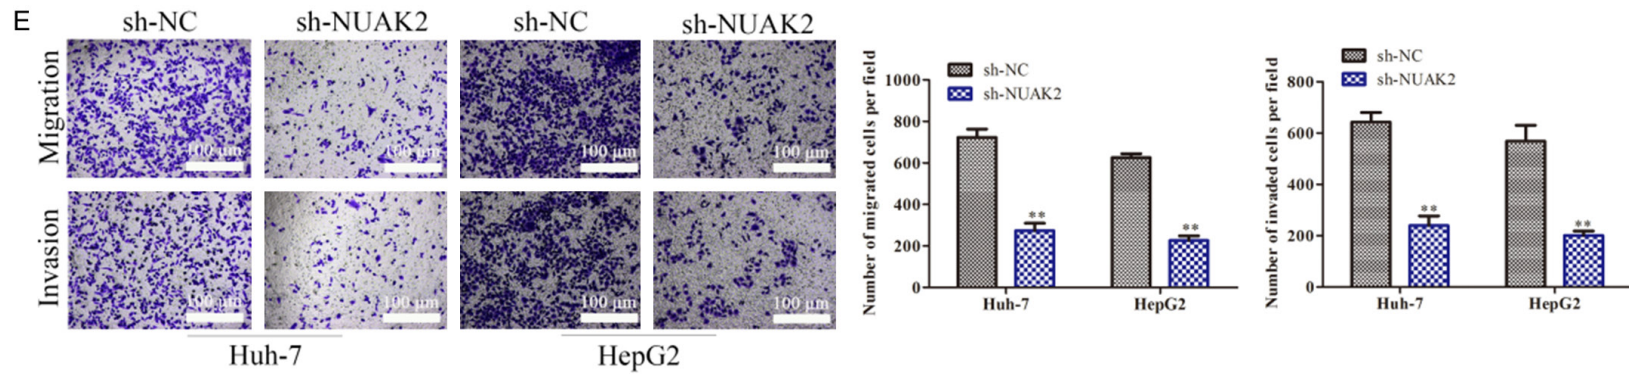 E
sh-NC
sh-NUAK2
sh-NC
sh-NUAK2
Migration
100 μm
100 μm
100 μm
100 μm
Invasion
100 μm
100 μm
100 μm
100 μm
Huh-7
HepG2
Number of migrated cells per field
sh-NC
sh-NUAK2
1000
800
600
400
200
0
**
**
Huh-7
HepG2
Number of invaded cells per field
sh-NC
sh-NUAK2
800
600
400
200
0
**
**
Huh-7
HepG2